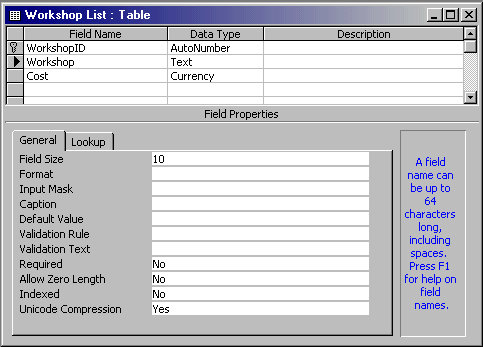 Workshop List : Table
Field Name Data Type Description
WorkshopID AutoNumber
Workshop Text
Cost Currency
Field Properties
General Lookup
Field Size 10
Format
Input Mask
Caption
Default Value
Validation Rule
Validation Text
Required No
Allow Zero Length No
Indexed No
Unicode Compression Yes
A field
name can
be up to
64
characters
long,
including
spaces.
Press F1
for help on
field
names.